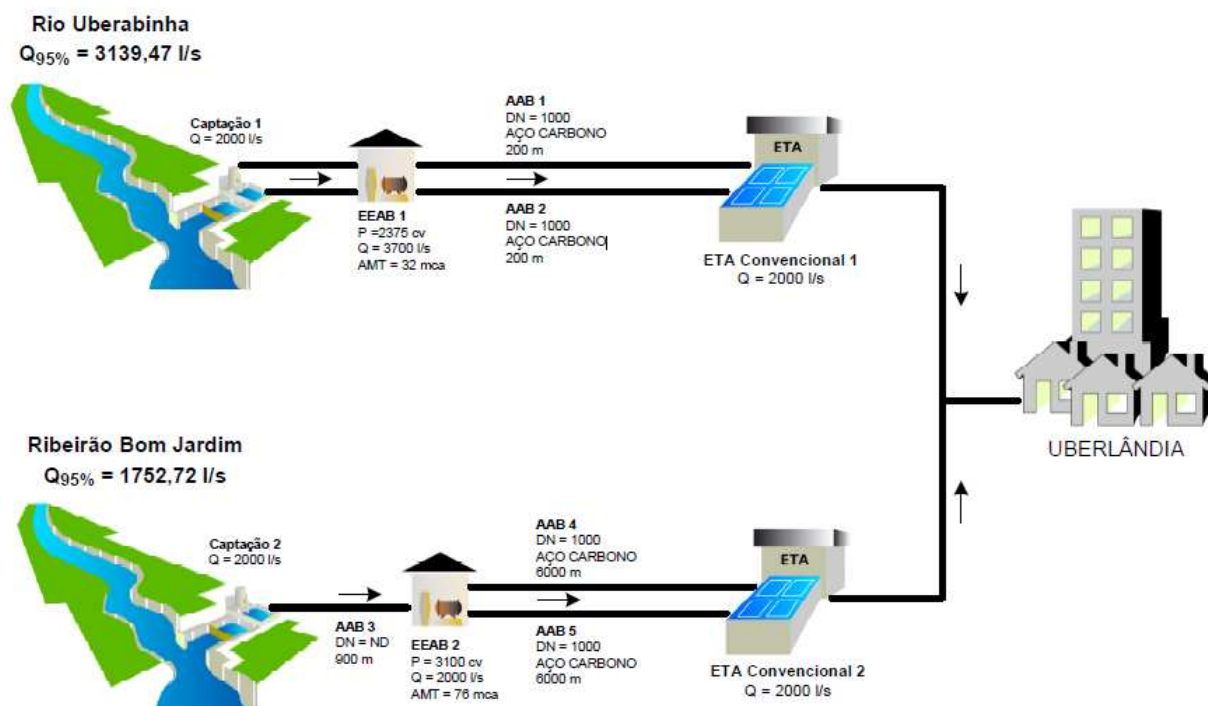 Rio Uberabinha
Q95% = 3139,47 l/s
Captação 1
Q = 2000 l/s
EEAB 1
P =2375 cv
Q = 3700 l/s
AMT = 32 mca
AAB 1
DN = 1000
AÇO CARBONO
200 m
AAB 2
DN = 1000
AÇO CARBONO
200 m
ETA
ETA Convencional 1
Q = 2000 l/s
UBERLÂNDIA
Ribeirão Bom Jardim
Q95% = 1752,72 l/s
Captação 2
Q = 2000 l/s
AAB 3
DN = ND
900 m
EEAB 2
P = 3100 cv
Q = 2000 l/s
AMT = 76 mca
AAB 4
DN = 1000
AÇO CARBONO
6000 m
AAB 5
DN = 1000
AÇO CARBONO
6000 m
ETA
ETA Convencional 2
Q = 2000 l/s